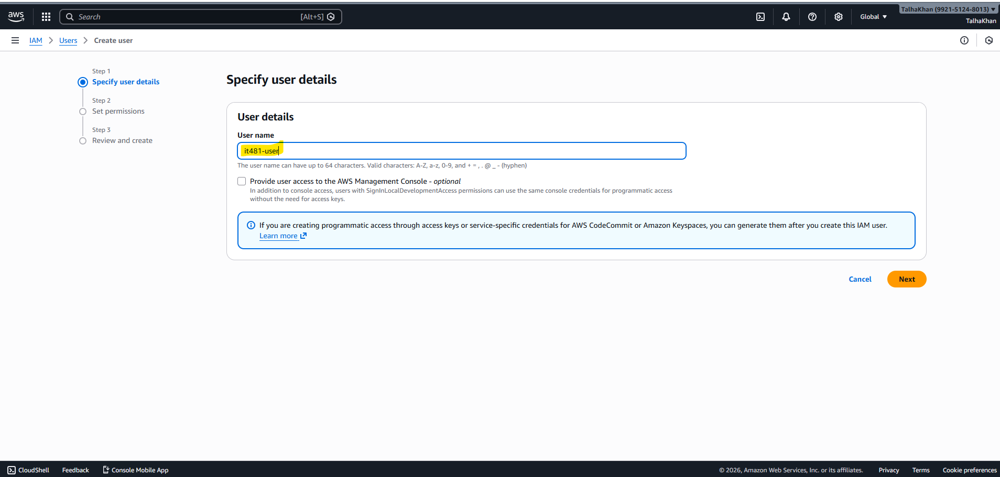 aws
Search
[Alt+S]
Global
TalhaKhan (9921-5124-8013)
TalhaKhan
IAM
Users
Create user
Step 1
Specify user details
Step 2
Set permissions
Step 3
Review and create
Specify user details
User details
User name
it481-user
The user name can have up to 64 characters. Valid characters: A-Z, a-z, 0-9, and + = , . @ _ - (hyphen)
Provide user access to the AWS Management Console - optional
In addition to console access, users with SignInLocalDevelopmentAccess permissions can use the same console credentials for programmatic access
without the need for access keys.
If you are creating programmatic access through access keys or service-specific credentials for AWS CodeCommit or Amazon Keyspaces, you can generate them after you create this IAM user.
Learn more
Cancel
Next
CloudShell
Feedback
Console Mobile App
© 2026, Amazon Web Services, Inc. or its affiliates.
Privacy
Terms
Cookie preferences